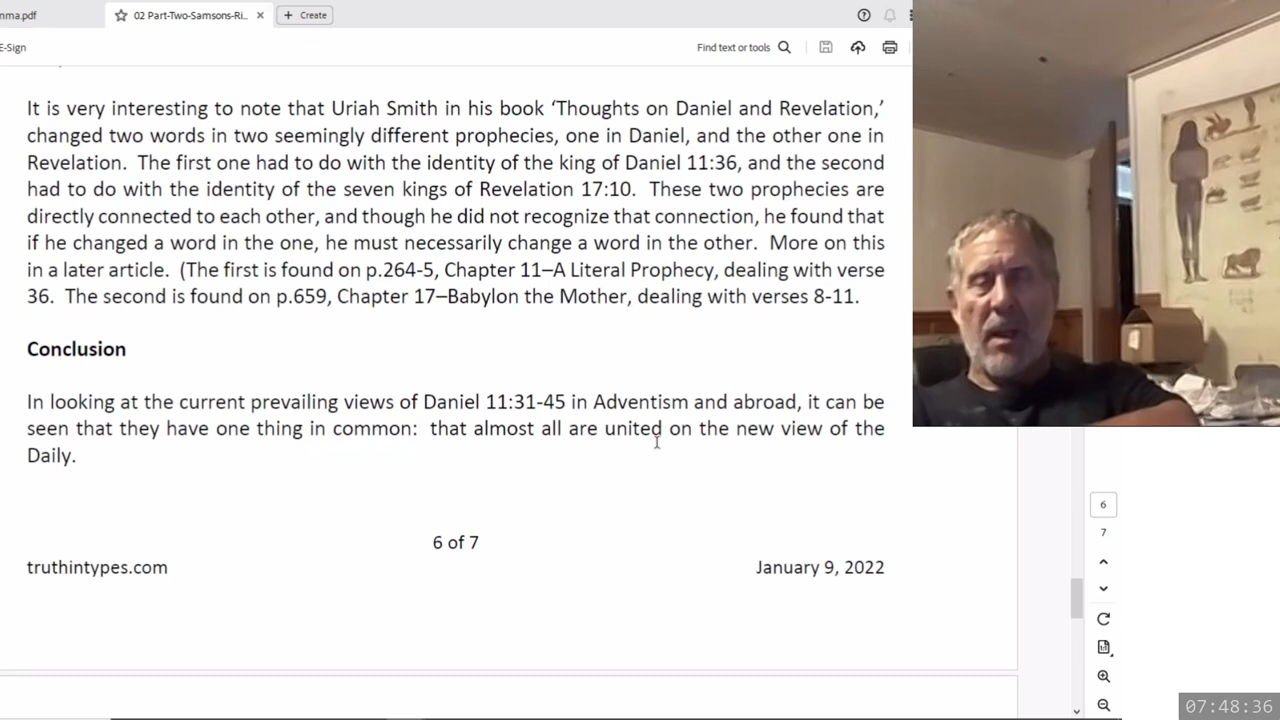 mma.pdf
02 Part-Two-Samsons-Ri...
Create
E-Sign
Find text or tools
It is very interesting to note that Uriah Smith in his book ‘Thoughts on Daniel and Revelation,’
changed two words in two seemingly different prophecies, one in Daniel, and the other one in
Revelation. The first one had to do with the identity of the king of Daniel 11:36, and the second
had to do with the identity of the seven kings of Revelation 17:10. These two prophecies are
directly connected to each other, and though he did not recognize that connection, he found that
if he changed a word in the one, he must necessarily change a word in the other. More on this
in a later article. (The first is found on p.264-5, Chapter 11–A Literal Prophecy, dealing with verse
36. The second is found on p.659, Chapter 17–Babylon the Mother, dealing with verses 8-11.
Conclusion
In looking at the current prevailing views of Daniel 11:31-45 in Adventism and abroad, it can be
seen that they have one thing in common: that almost all are united on the new view of the
Daily.
6 of 7
truthintypes.com
January 9, 2022
6
7
07:48:36